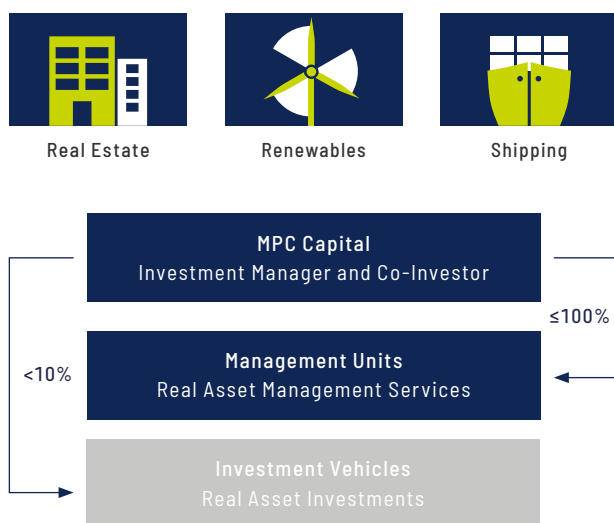 Real Estate
Renewables
Shipping
MPC Capital
Investment Manager and Co-Investor
≤100%
Management Units
<10%
Real Asset Management Services
Investment Vehicles
Real Asset Investments